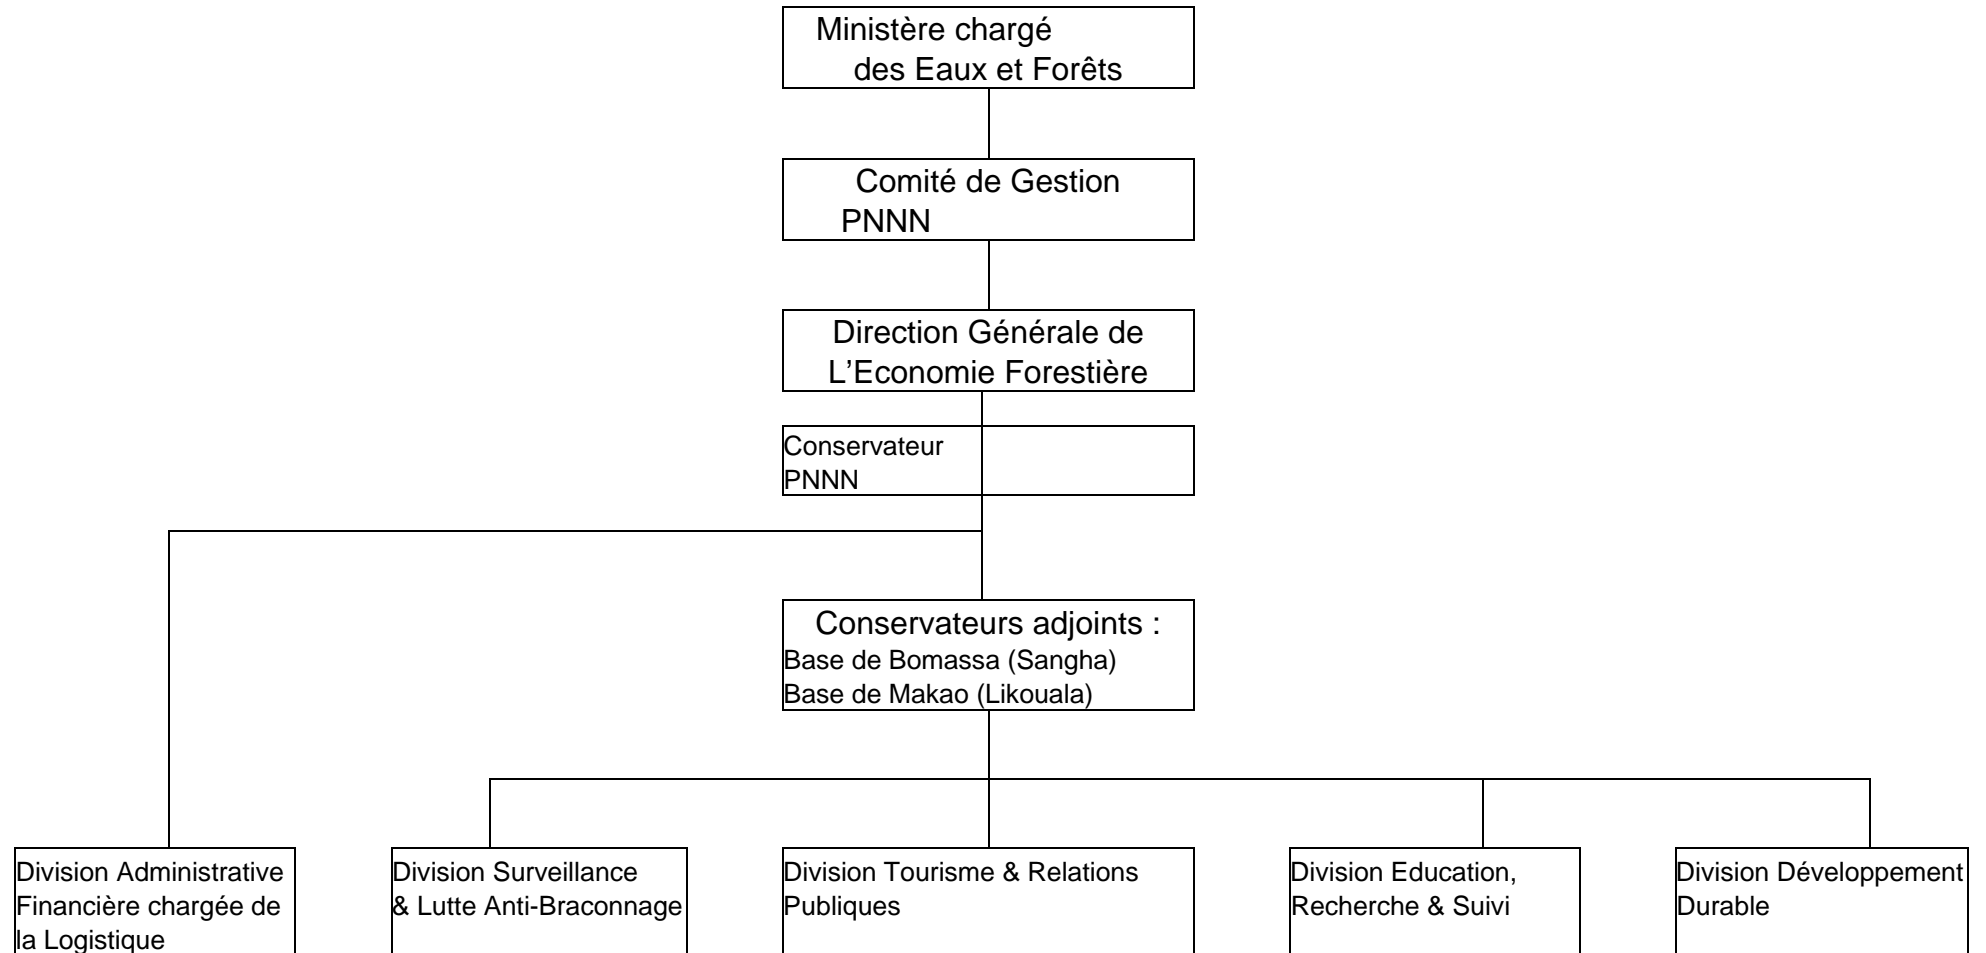 Ministère chargé
des Eaux et Forêts
Comité de Gestion
PNNN
Direction Générale de
L’Economie Forestière
Conservateur
PNNN
Conservateurs adjoints :
Base de Bomassa (Sangha)
Base de Makao (Likouala)
Division Administrative
Financière chargée de
la Logistique
Division Surveillance
& Lutte Anti-Braconnage
Division Tourisme & Relations
Publiques
Division Education,
Recherche & Suivi
Division Développement
Durable